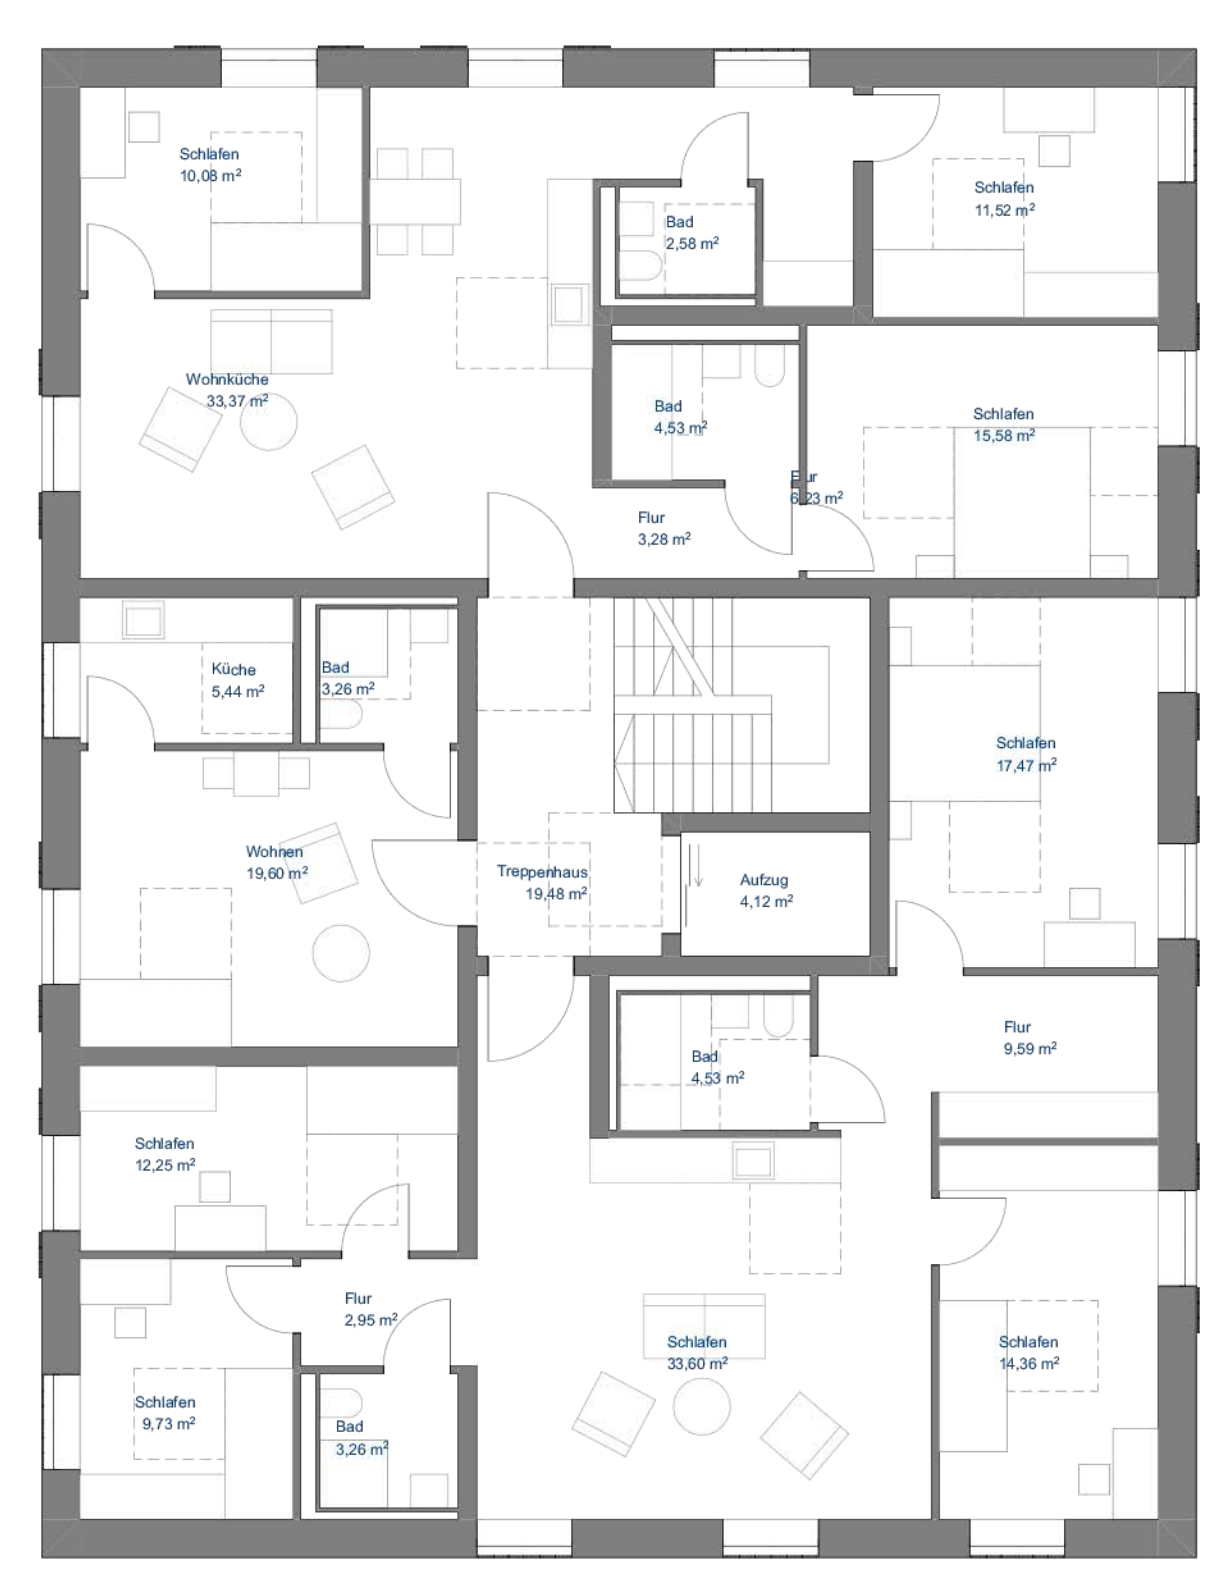 Schlafen
10,08 m²
Schlafen
11,52 m²
Bad
2,58 m²
Wohnküche
33,37 m²
Bad
4,53 m²
Schlafen
15,58 m²
Flur
6,23 m²
Flur
3,28 m²
Küche
5,44 m²
Bad
3,26 m²
Schlafen
17,47 m²
Wohnen
19,60 m²
Treppenhaus
19,48 m²
Aufzug
4,12 m²
Flur
9,59 m²
Bad
4,53 m²
Schlafen
12,25 m²
Flur
2,95 m²
Schlafen
33,60 m²
Schlafen
14,36 m²
Schlafen
9,73 m²
Bad
3,26 m²